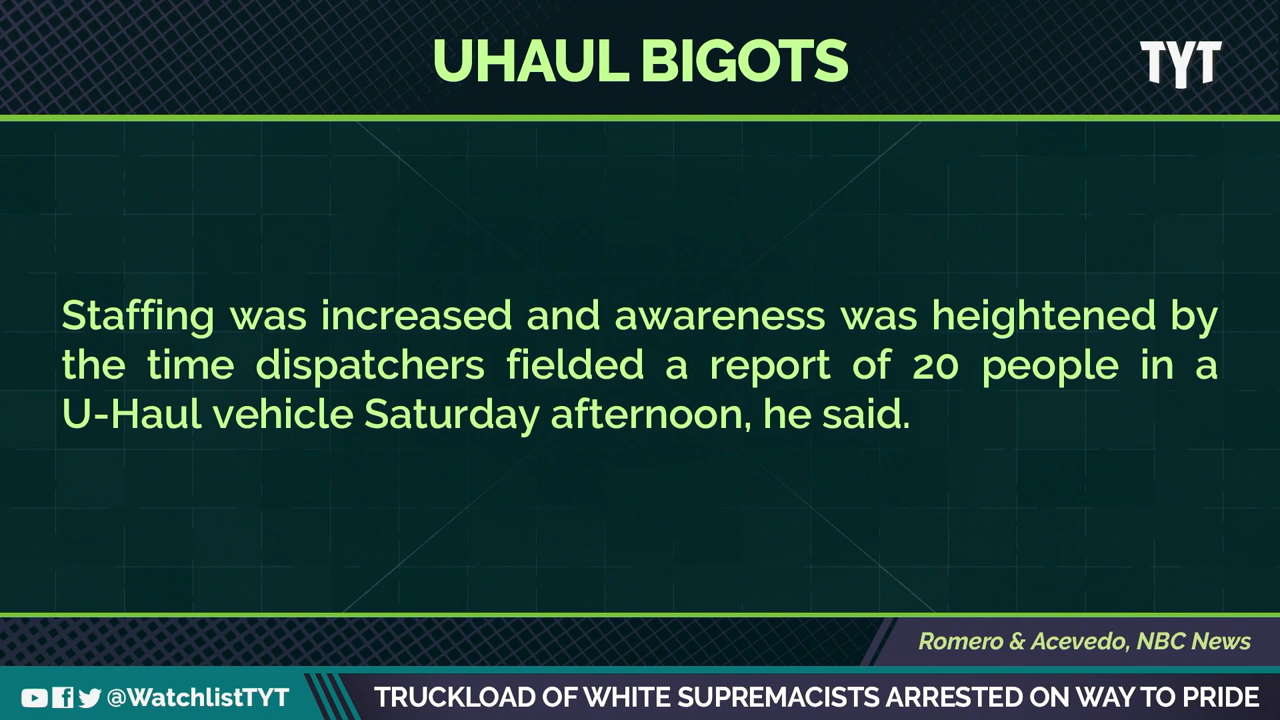 UHAUL BIGOTS
TYT
Staffing was increased and awareness was heightened by
the time dispatchers fielded a report of 20 people in a
U-Haul vehicle Saturday afternoon, he said.
Romero & Acevedo, NBC News
@WatchlistTYT
TRUCKLOAD OF WHITE SUPREMACISTS ARRESTED ON WAY TO PRIDE